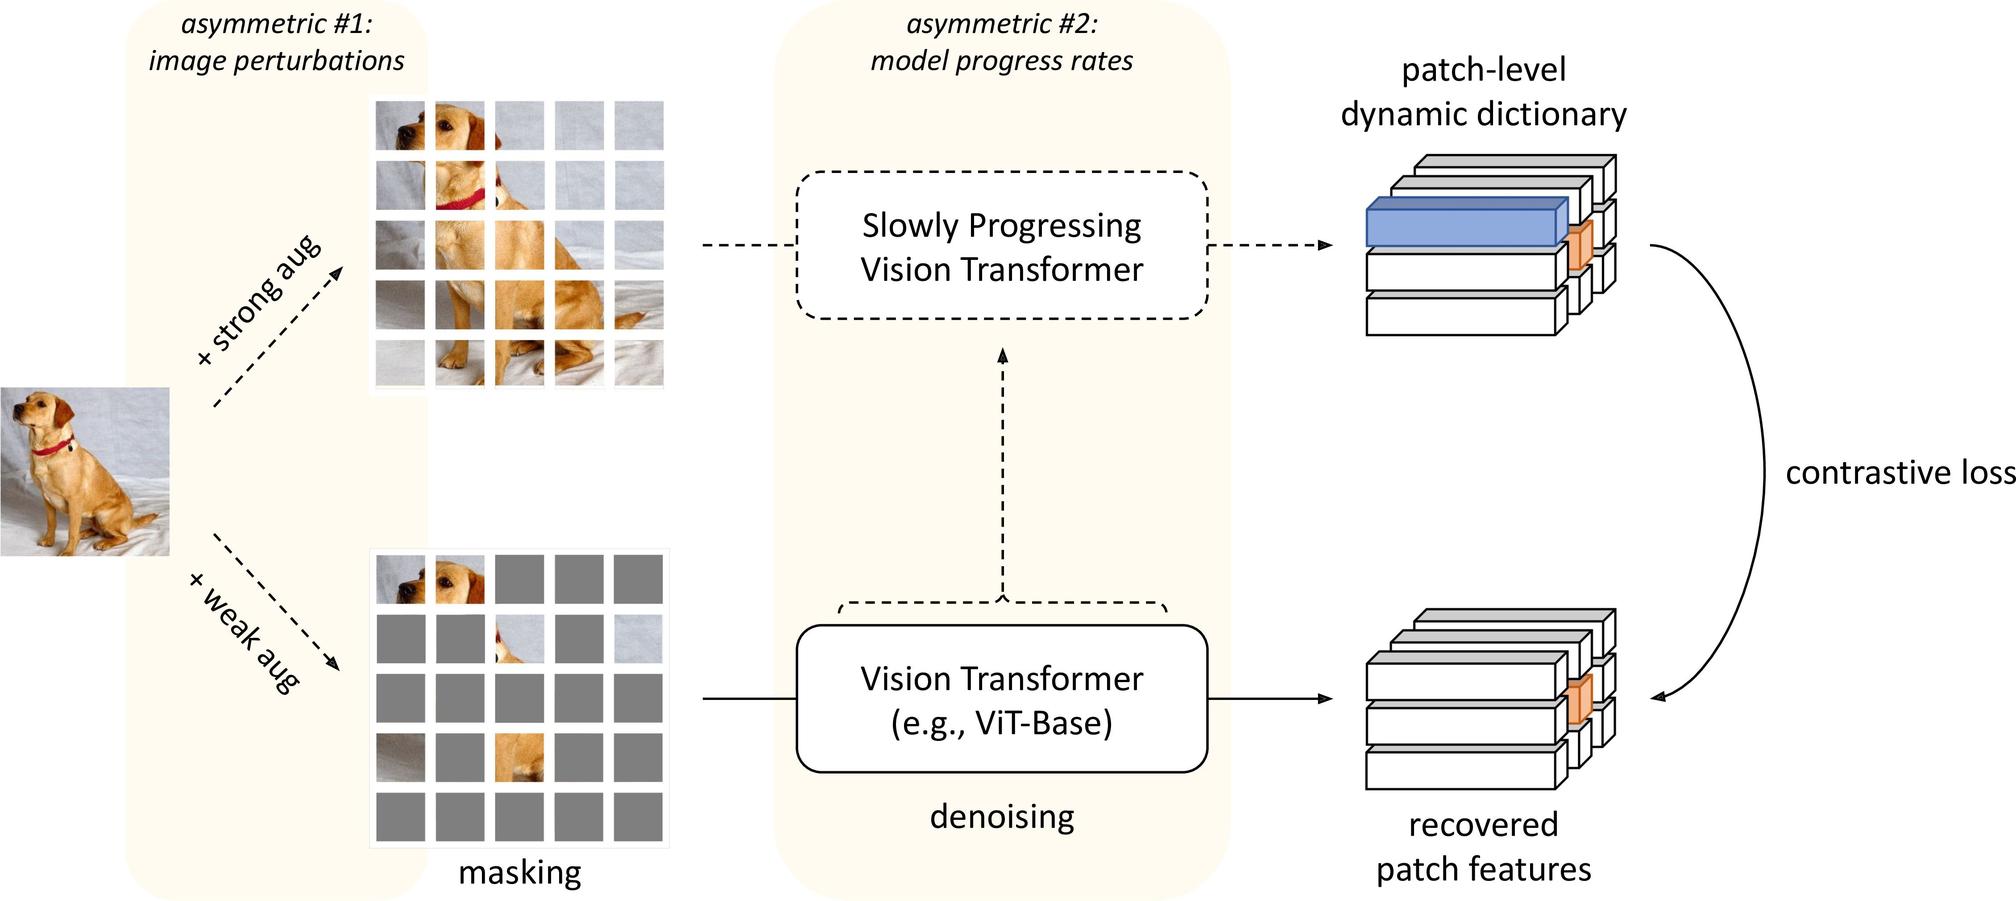 asymmetric #1:
image perturbations
asymmetric #2:
model progress rates
patch-level
dynamic dictionary
+ strong aug
Slowly Progressing
Vision Transformer
contrastive loss
+ weak aug
Vision Transformer
(e.g., ViT-Base)
denoising
masking
recovered
patch features